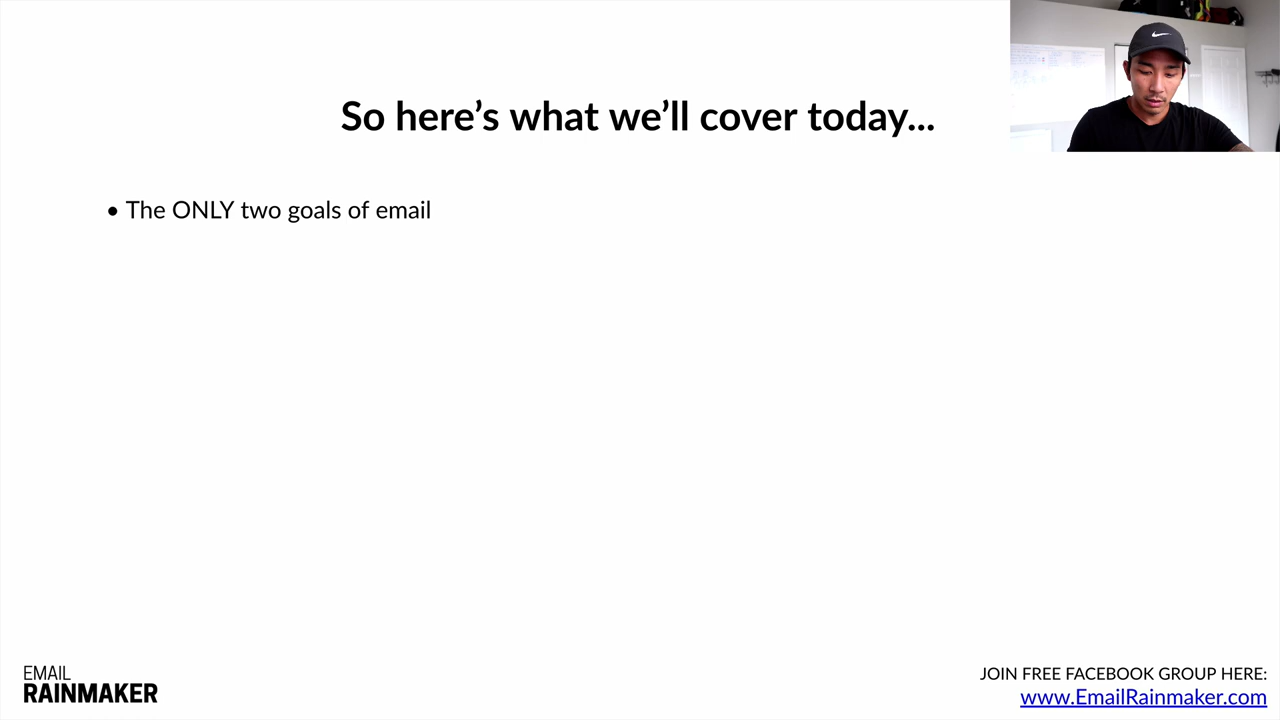 So here’s what we’ll cover today...
• The ONLY two goals of email
EMAIL
RAINMAKER
JOIN FREE FACEBOOK GROUP HERE:
www.EmailRainmaker.com